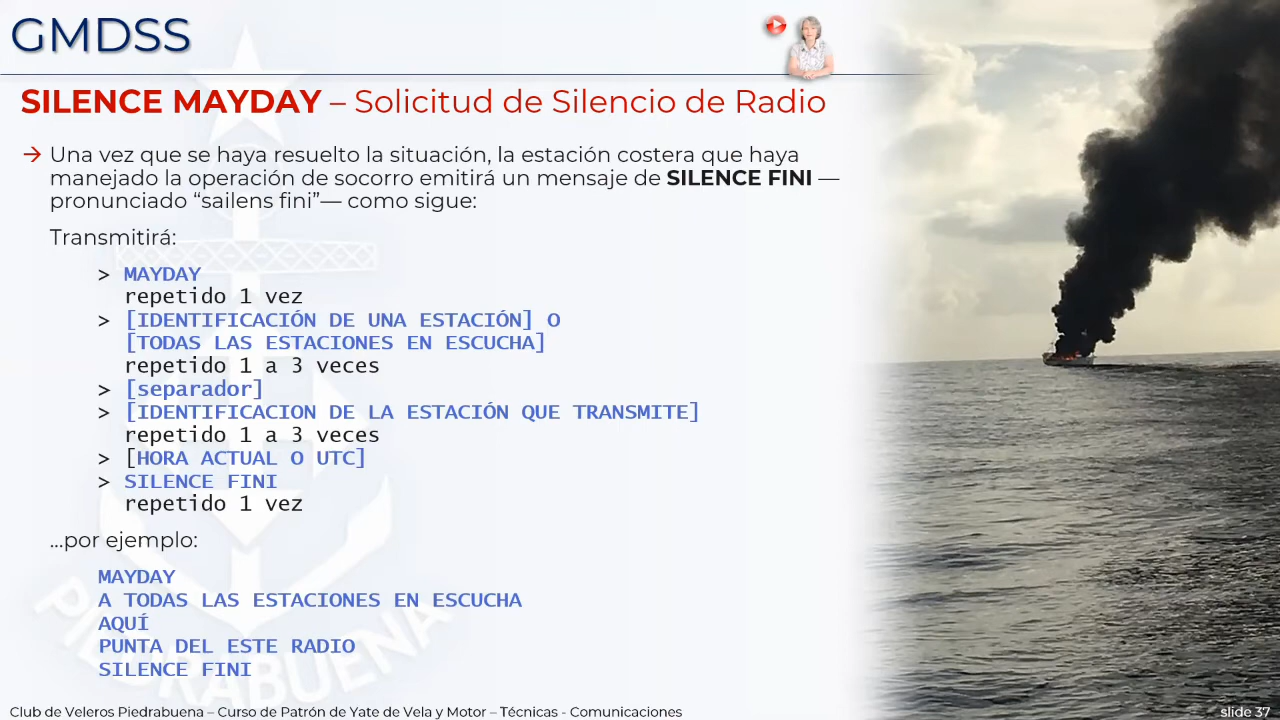 GMDSS
SILENCE MAYDAY – Solicitud de Silencio de Radio
→ Una vez que se haya resuelto la situación, la estación costera que haya
manejado la operación de socorro emitirá un mensaje de SILENCE FINI —
pronunciado “sailens fini”— como sigue:
Transmitirá:
> MAYDAY
repetido 1 vez
> [IDENTIFICACIÓN DE UNA ESTACIÓN] O
[TODAS LAS ESTACIONES EN ESCUCHA]
repetido 1 a 3 veces
> [separador]
> [IDENTIFICACION DE LA ESTACIÓN QUE TRANSMITE]
repetido 1 a 3 veces
> [HORA ACTUAL O UTC]
> SILENCE FINI
repetido 1 vez
...por ejemplo:
MAYDAY
A TODAS LAS ESTACIONES EN ESCUCHA
AQUÍ
PUNTA DEL ESTE RADIO
SILENCE FINI
PIEDRABUENA
Club de Veleros Piedrabuena – Curso de Patrón de Yate de Vela y Motor – Técnicas - Comunicaciones
slide 37